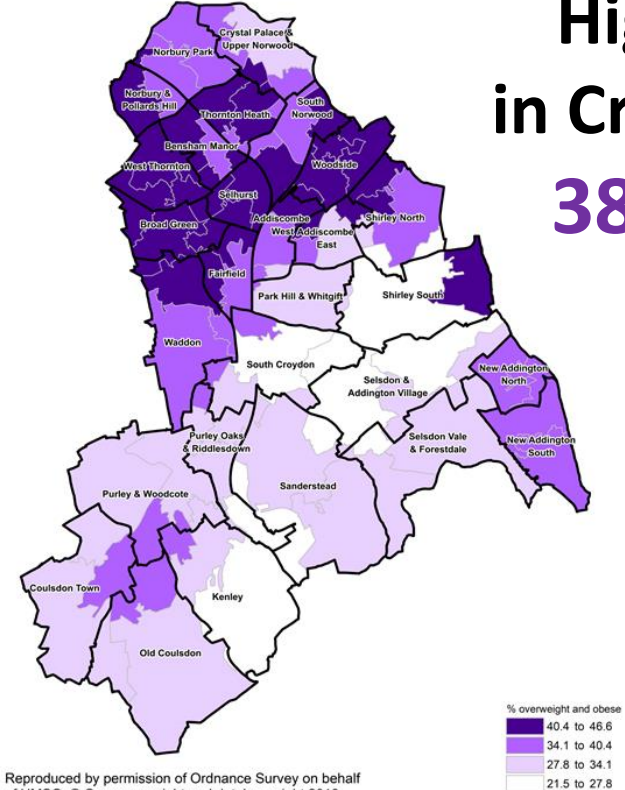 Hi
in Cr
38
Crystal Palace &
Upper Norwood
Norbury Park
Norbury &
Pollards Hill
Thornton Heath
South
Norwood
Bensham Manor
West Thornton
Woodside
Selhurst
Broad Green
Addiscombe
West
Addiscombe
East
Shirley North
Fairfield
Park Hill & Whitgift
Shirley South
Waddon
South Croydon
Selsdon &
Addington Village
New Addington
North
New Addington
South
Purley Oaks
& Riddlesdown
Selsdon Vale
& Forestdale
Sanderstead
Purley & Woodcote
Coulsdon Town
Kenley
Old Coulsdon
% overweight and obese
40.4 to 46.6
34.1 to 40.4
27.8 to 34.1
21.5 to 27.8
Reproduced by permission of Ordnance Survey on behalf